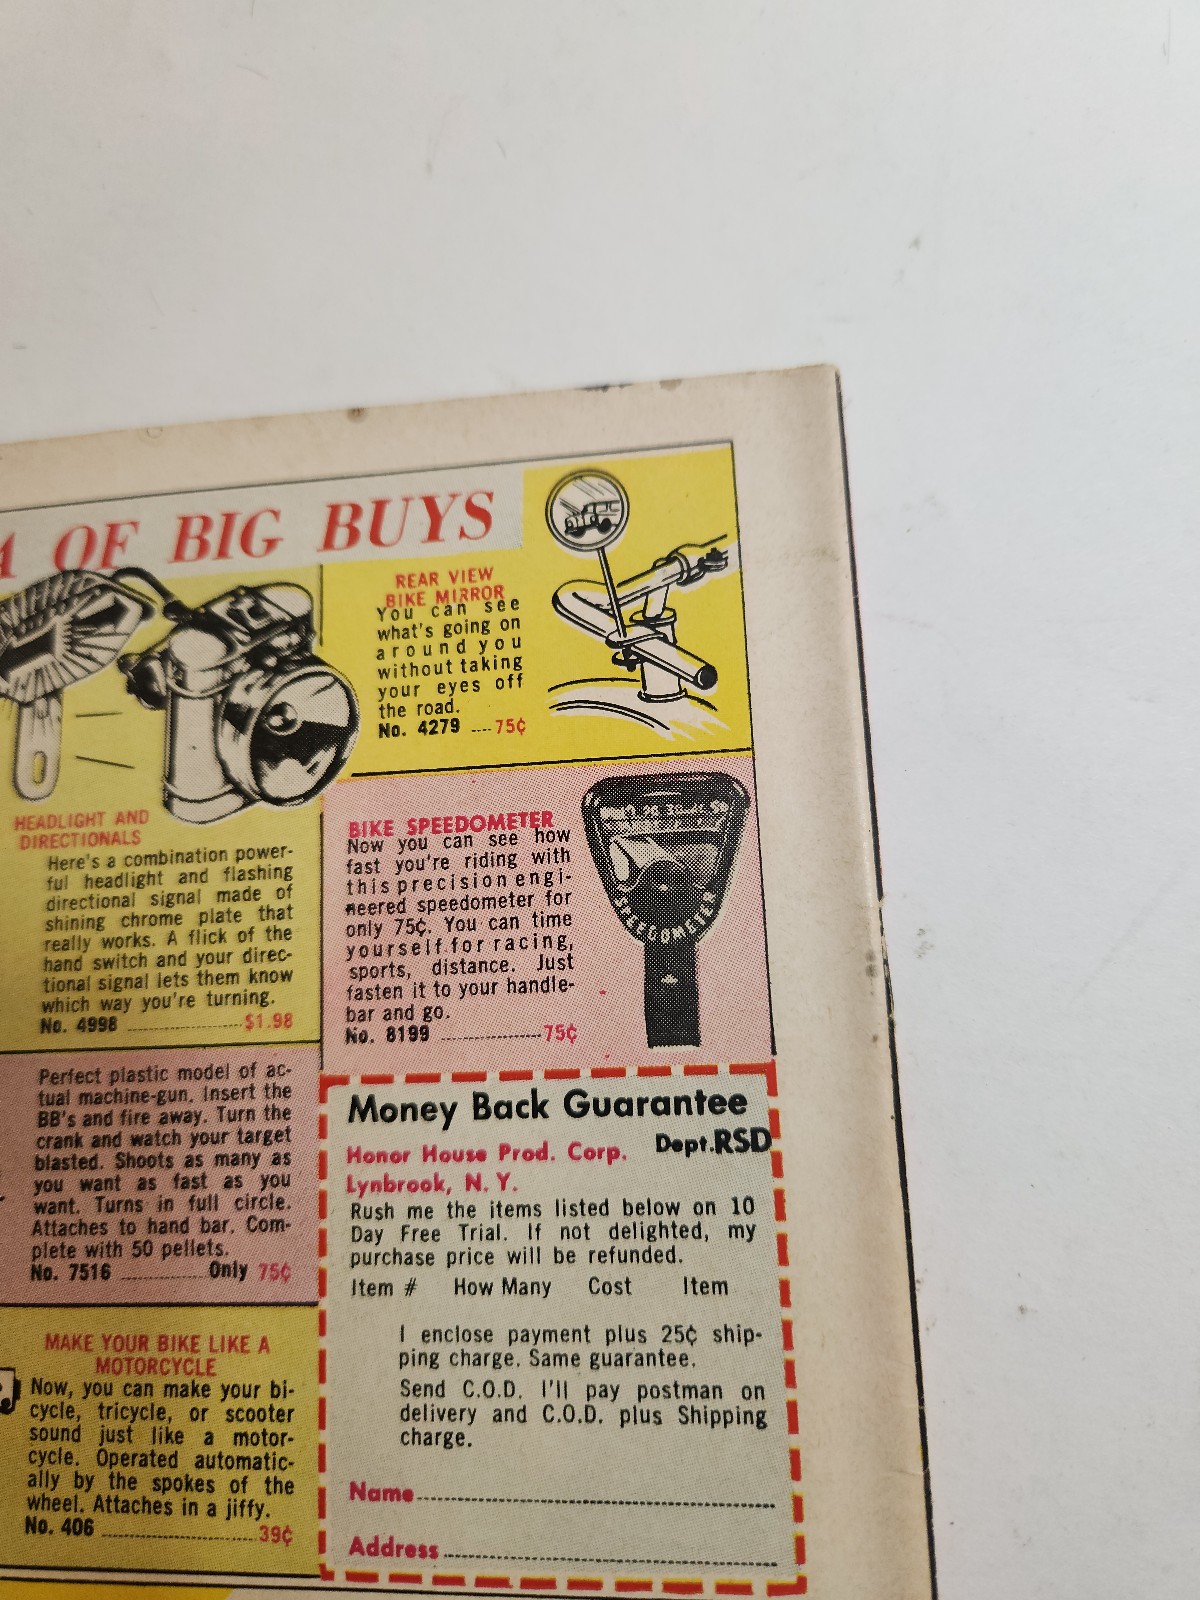 A OF BIG BUYS
REAR VIEW
BIKE MIRROR
You can see
what's going on
around you
without taking
your eyes off
the road.
No. 4279 ....75¢
HEADLIGHT AND
DIRECTIONALS
Here's a combination power-
ful headlight and flashing
directional signal made of
shining chrome plate that
really works. A flick of the
hand switch and your direc-
tional signal lets them know
which way you're turning.
No. 4998 ........................$1.98
BIKE SPEEDOMETER
Now you can see how
fast you're riding with
this precision engi-
neered speedometer for
only 75¢. You can time
yourself for racing,
sports, distance. Just
fasten it to your handle-
bar and go.
No. 8199 ....................75¢
SPEEDOMETER
Perfect plastic model of ac-
tual machine-gun. Insert the
BB's and fire away. Turn the
crank and watch your target
blasted. Shoots as many as
you want as fast as you
want. Turns in full circle.
Attaches to hand bar. Com-
plete with 50 pellets.
No. 7516 ................Only 75¢
MAKE YOUR BIKE LIKE A
MOTORCYCLE
Now, you can make your bi-
cycle, tricycle, or scooter
sound just like a motor-
cycle. Operated automatic-
ally by the spokes of the
wheel. Attaches in a jiffy.
No. 406 ..............................39¢
Money Back Guarantee
Honor House Prod. Corp. Dept.RSD
Lynbrook, N. Y.
Rush me the items listed below on 10
Day Free Trial. If not delighted, my
purchase price will be refunded.
Item # How Many Cost Item
I enclose payment plus 25¢ ship-
ping charge. Same guarantee.
Send C.O.D. I'll pay postman on
delivery and C.O.D. plus Shipping
charge.
Name
Address